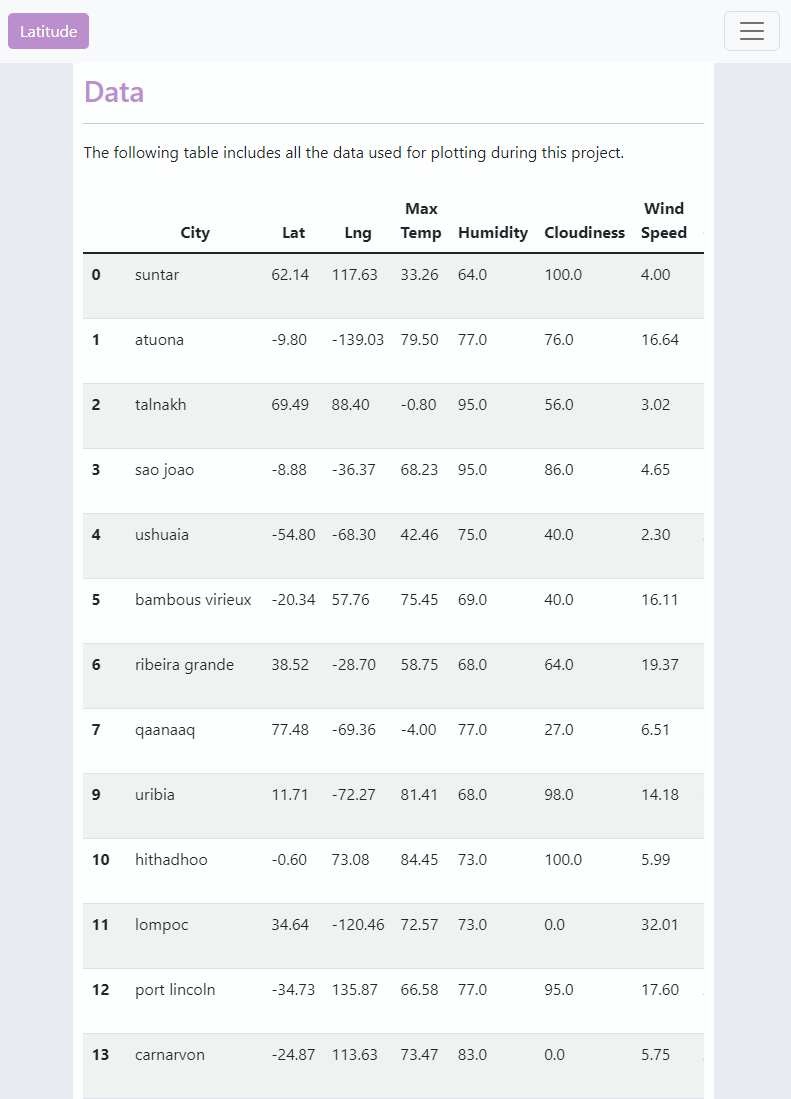 Latitude
Data
The following table includes all the data used for plotting during this project.
City Lat Lng Max Temp Humidity Cloudiness Wind Speed
0 suntar 62.14 117.63 33.26 64.0 100.0 4.00
1 atuona -9.80 -139.03 79.50 77.0 76.0 16.64
2 talnakh 69.49 88.40 -0.80 95.0 56.0 3.02
3 sao joao -8.88 -36.37 68.23 95.0 86.0 4.65
4 ushuaia -54.80 -68.30 42.46 75.0 40.0 2.30
5 bambous virieux -20.34 57.76 75.45 69.0 40.0 16.11
6 ribeira grande 38.52 -28.70 58.75 68.0 64.0 19.37
7 qaanaaq 77.48 -69.36 -4.00 77.0 27.0 6.51
9 uribia 11.71 -72.27 81.41 68.0 98.0 14.18
10 hithadhoo -0.60 73.08 84.45 73.0 100.0 5.99
11 lompoc 34.64 -120.46 72.57 73.0 0.0 32.01
12 port lincoln -34.73 135.87 66.58 77.0 95.0 17.60
13 carnarvon -24.87 113.63 73.47 83.0 0.0 5.75